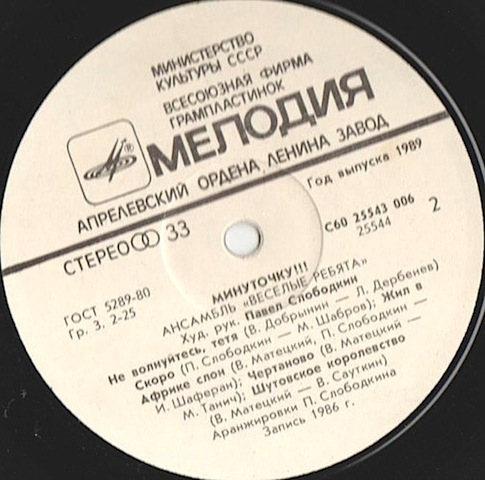 МИНИСТЕРСТВО
КУЛЬТУРЫ СССР
ВСЕСОЮЗНАЯ ФИРМА
ГРАМПЛАСТИНОК
МЕЛОДИЯ
®
АПРЕЛЕВСКИЙ ОРДЕНА ЛЕНИНА ЗАВОД
СТЕРЕО 33
Год выпуска 1989
ГОСТ 5289-80
Гр. 3. 2-25
С60 25543 006
25544
2
МИНУТОЧКУ!!!
АНСАМБЛЬ «ВЕСЕЛЫЕ РЕБЯТА»
Худ. рук. Павел Слободкин
Не волнуйтесь, тетя (В. Добрынин — Л. Дербенев)
Скоро (П. Слободкин — М. Шабров); Жил в
Африке слон (В. Матецкий, П. Слободкин —
И. Шаферан); Чертаново (В. Матецкий —
М. Танич); Шутовское королевство
(В. Матецкий — В. Сауткин)
Аранжировки П. Слободкина
Запись 1986 г.